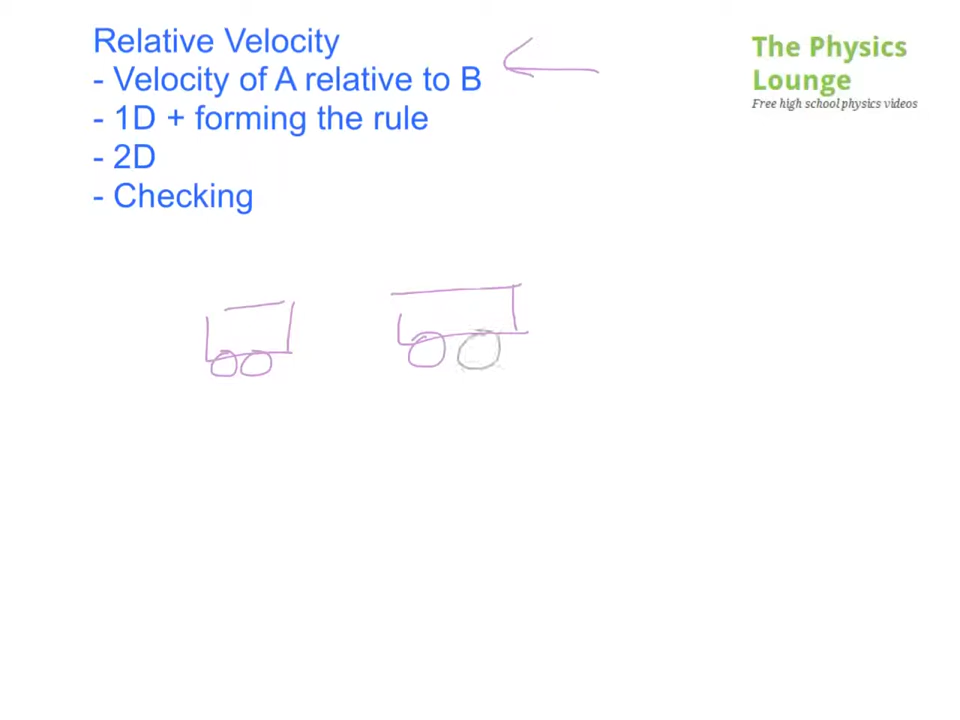 Relative Velocity
- Velocity of A relative to B
- 1D + forming the rule
- 2D
- Checking
The Physics
Lounge
Free high school physics videos